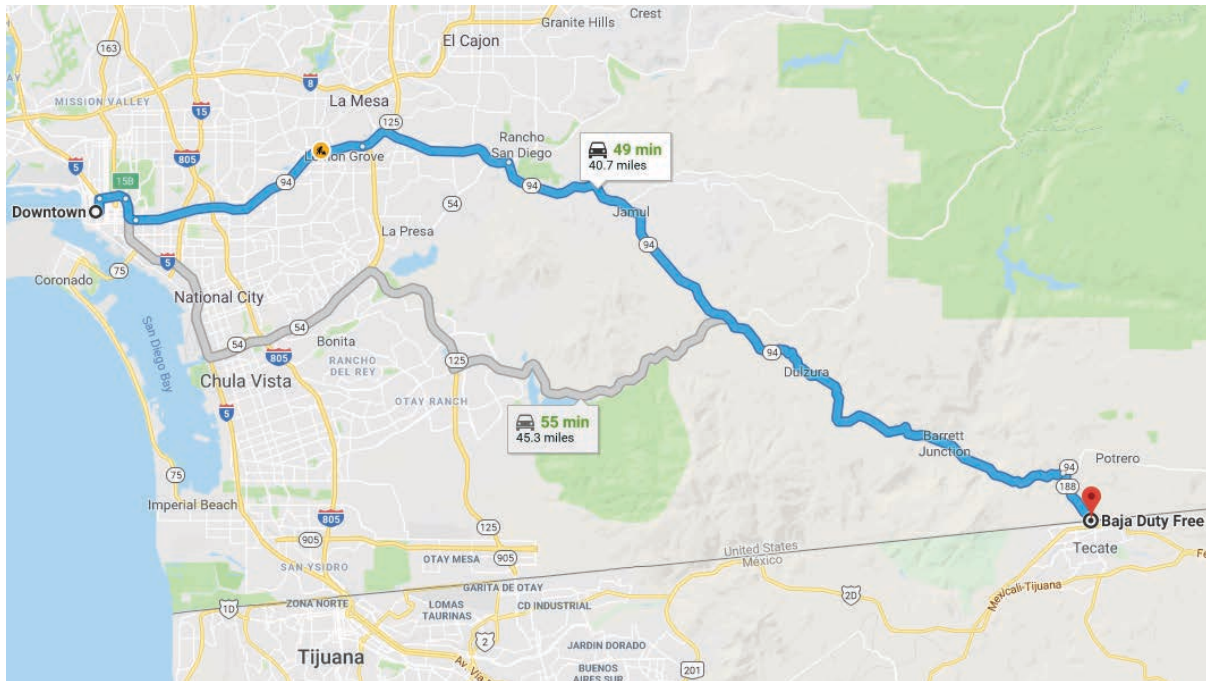 Crest
Granite Hills
163
El Cajon
8
MISSION VALLEY
15
La Mesa
125
805
Rancho
San Diego
49 min
40.7 miles
5
Lemon Grove
15B
94
94
54
Downtown
Jamul
La Presa
94
75
5
Coronado
National City
San Diego Bay
54
54
Bonita
805
RANCHO
DEL REY
125
94
Dulzura
Chula Vista
OTAY RANCH
5
55 min
45.3 miles
Barrett
Junction
94
Potrero
75
188
Imperial Beach
805
Baja Duty Free
125
905
OTAY MESA
905
United States
México
Tecate
SAN YSIDRO
GARITA DE OTAY
Mexicali-Tijuana
1D
ZONA NORTE
LOMAS
TAURINAS
CD INDUSTRIAL
2D
2
Tijuana
JARDIN DORADO
BUENOS
AIRES SUR
201